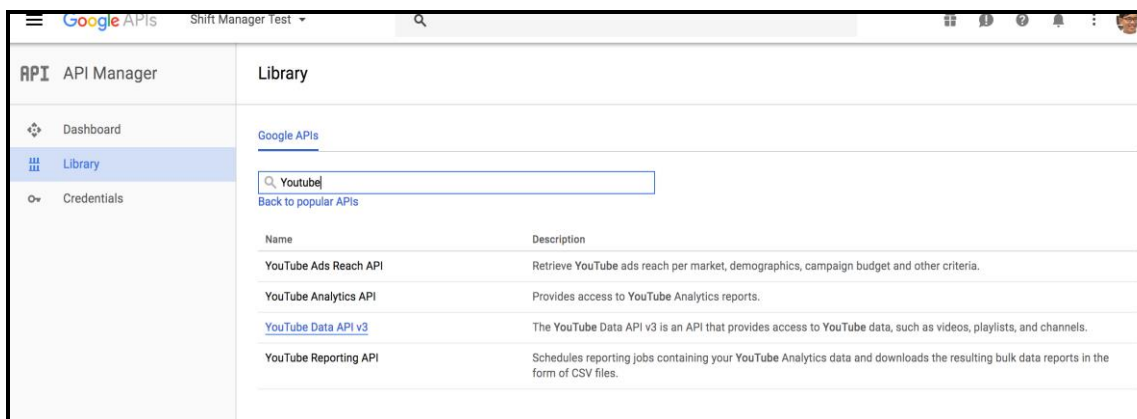 Google APIs Shift Manager Test
API API Manager Library
Dashboard
Google APIs
Library
Youtube
Credentials
Back to popular APIs
Name Description
YouTube Ads Reach API Retrieve YouTube ads reach per market, demographics, campaign budget and other criteria.
YouTube Analytics API Provides access to YouTube Analytics reports.
YouTube Data API v3 The YouTube Data API v3 is an API that provides access to YouTube data, such as videos, playlists, and channels.
YouTube Reporting API Schedules reporting jobs containing your YouTube Analytics data and downloads the resulting bulk data reports in the
form of CSV files.